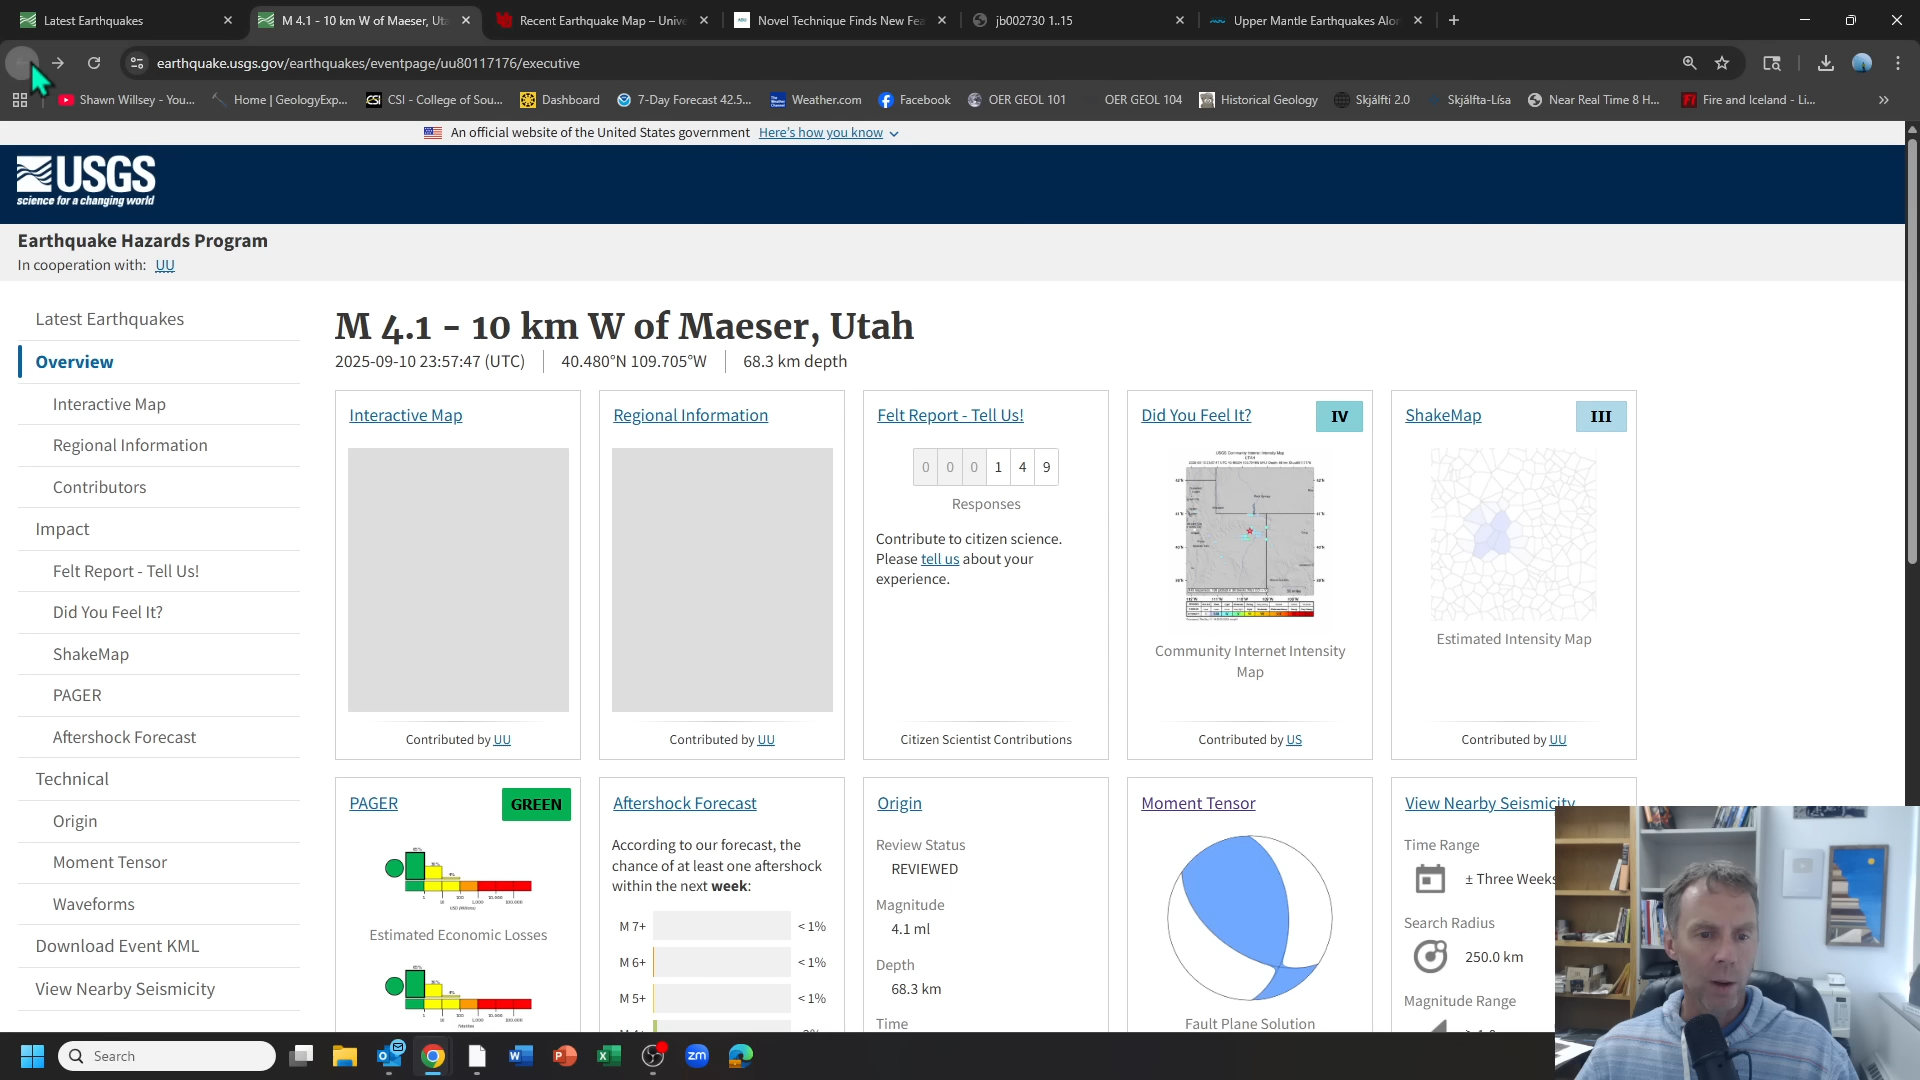 Latest Earthquakes
M 4.1 - 10 km W of Maeser, Uta
Recent Earthquake Map – Unive
Novel Technique Finds New Fea
jb002730 1..15
Upper Mantle Earthquakes Alon
earthquake.usgs.gov/earthquakes/eventpage/uu80117176/executive
Shawn Willsey - You...
Home | GeologyExp...
CSI - College of Sou...
Dashboard
7-Day Forecast 42.5...
Weather.com
Facebook
OER GEOL 101
OER GEOL 104
Historical Geology
Skjálfti 2.0
Skjálfta-Lísa
Near Real Time 8 H...
Fire and Iceland - Li...
An official website of the United States government Here's how you know
USGS
science for a changing world
Earthquake Hazards Program
In cooperation with: UU
Latest Earthquakes
Overview
Interactive Map
Regional Information
Contributors
Impact
Felt Report - Tell Us!
Did You Feel It?
ShakeMap
PAGER
Aftershock Forecast
Technical
Origin
Moment Tensor
Waveforms
Download Event KML
View Nearby Seismicity
M 4.1 - 10 km W of Maeser, Utah
2025-09-10 23:57:47 (UTC)
40.480°N 109.705°W
68.3 km depth
Interactive Map
Contributed by UU
Regional Information
Contributed by UU
Felt Report - Tell Us!
0 0 0 1 4 9
Responses
Contribute to citizen science.
Please tell us about your
experience.
Citizen Scientist Contributions
Did You Feel It?
IV
Community Internet Intensity
Map
Contributed by US
ShakeMap
III
Estimated Intensity Map
Contributed by UU
PAGER
GREEN
Estimated Economic Losses
Aftershock Forecast
According to our forecast, the
chance of at least one aftershock
within the next week:
M 7+ < 1%
M 6+ < 1%
M 5+ < 1%
Origin
Review Status
REVIEWED
Magnitude
4.1 ml
Depth
68.3 km
Time
Moment Tensor
Fault Plane Solution
View Nearby Seismicity
Time Range
± Three Weeks
Search Radius
250.0 km
Magnitude Range
Search